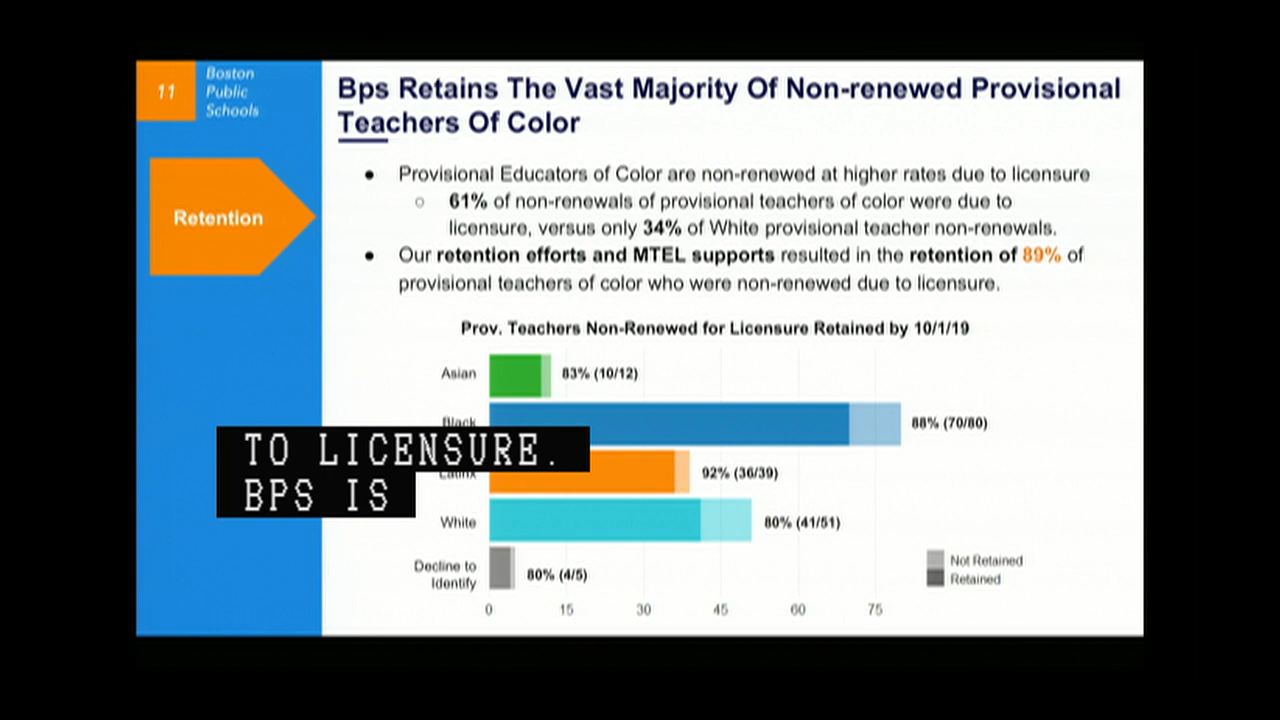 11
Boston
Public
Schools
Bps Retains The Vast Majority Of Non-renewed Provisional
Teachers Of Color
Retention
● Provisional Educators of Color are non-renewed at higher rates due to licensure
○ 61% of non-renewals of provisional teachers of color were due to
licensure, versus only 34% of White provisional teacher non-renewals.
● Our retention efforts and MTEL supports resulted in the retention of 89% of
provisional teachers of color who were non-renewed due to licensure.
Prov. Teachers Non-Renewed for Licensure Retained by 10/1/19
Asian 83% (10/12)
Black 88% (70/80)
TO LICENSURE.
BPS IS
Latinx 92% (36/39)
White 80% (41/51)
Decline to
Identify 80% (4/5)
Not Retained
Retained
0 15 30 45 60 75